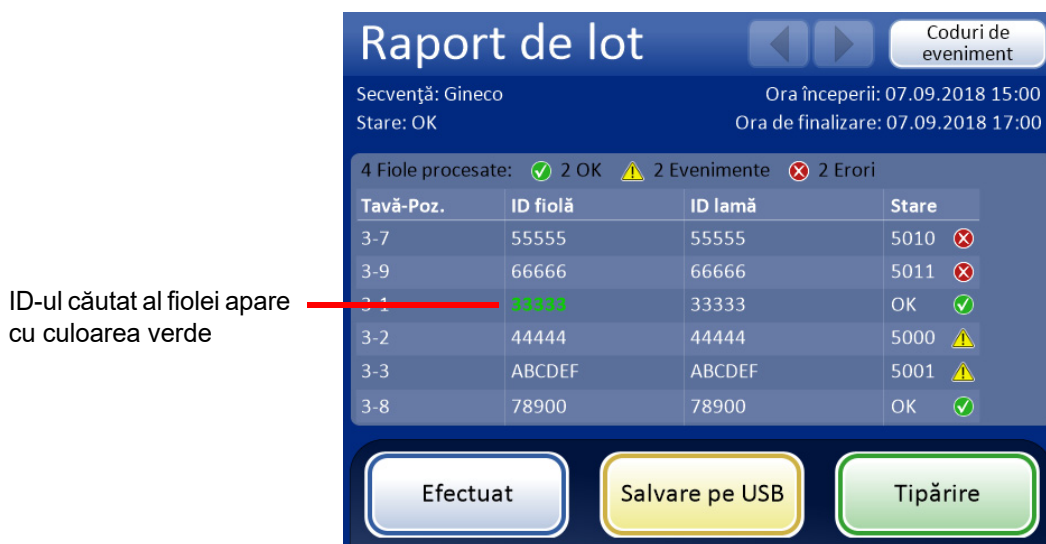 Raport de lot
Coduri de
eveniment
Secvență: Gineco
Ora începerii: 07.09.2018 15:00
Stare: OK
Ora de finalizare: 07.09.2018 17:00
4 Fiole procesate: 2 OK 2 Evenimente 2 Erori
Tavă-Poz. ID fiolă ID lamă Stare
3-7 55555 55555 5010
3-9 66666 66666 5011
ID-ul căutat al fiolei apare
cu culoarea verde
3-1 33333 33333 OK
3-2 44444 44444 5000
3-3 ABCDEF ABCDEF 5001
3-8 78900 78900 OK
Efectuat
Salvare pe USB
Tipărire